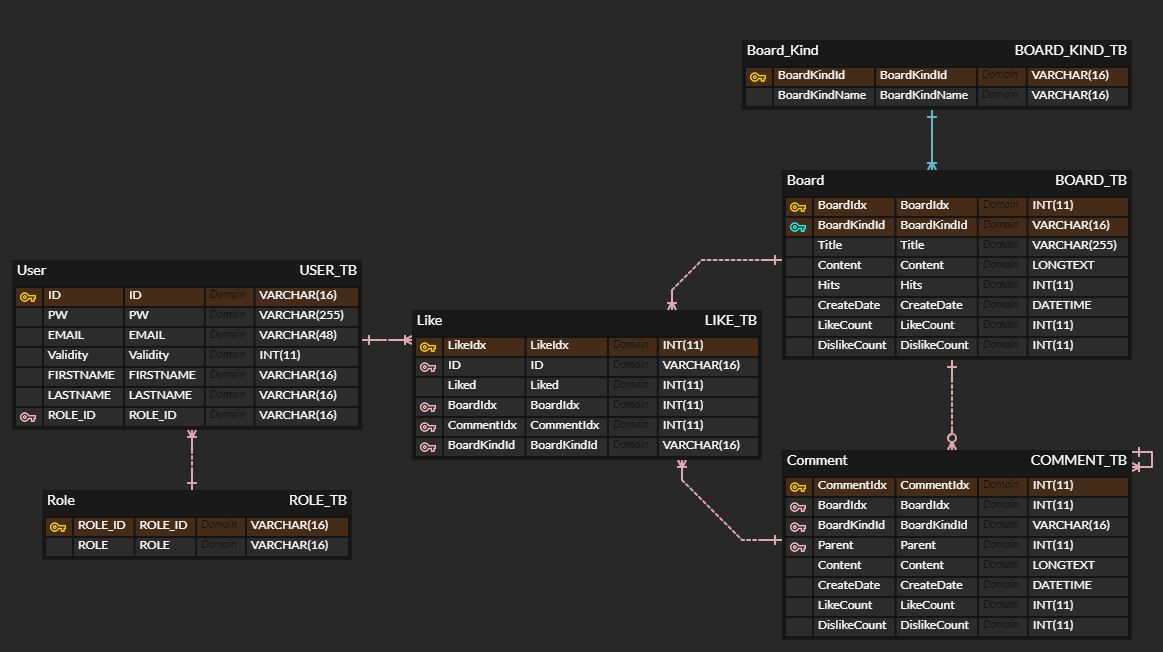 Board_Kind BOARD_KIND_TB
BoardKindId BoardKindId Domain VARCHAR(16)
BoardKindName BoardKindName Domain VARCHAR(16)
Board BOARD_TB
BoardIdx BoardIdx Domain INT(11)
BoardKindId BoardKindId Domain VARCHAR(16)
Title Title Domain VARCHAR(255)
Content Content Domain LONGTEXT
Hits Hits Domain INT(11)
CreateDate CreateDate Domain DATETIME
LikeCount LikeCount Domain INT(11)
DislikeCount DislikeCount Domain INT(11)
User USER_TB
ID ID Domain VARCHAR(16)
PW PW Domain VARCHAR(255)
EMAIL EMAIL Domain VARCHAR(48)
Validity Validity Domain INT(11)
FIRSTNAME FIRSTNAME Domain VARCHAR(16)
LASTNAME LASTNAME Domain VARCHAR(16)
ROLE_ID ROLE_ID Domain VARCHAR(16)
Like LIKE_TB
LikeIdx LikeIdx Domain INT(11)
ID ID Domain VARCHAR(16)
Liked Liked Domain INT(11)
BoardIdx BoardIdx Domain INT(11)
CommentIdx CommentIdx Domain INT(11)
BoardKindId BoardKindId Domain VARCHAR(16)
Role ROLE_TB
ROLE_ID ROLE_ID Domain VARCHAR(16)
ROLE ROLE Domain VARCHAR(16)
Comment COMMENT_TB
CommentIdx CommentIdx Domain INT(11)
BoardIdx BoardIdx Domain INT(11)
BoardKindId BoardKindId Domain VARCHAR(16)
Parent Parent Domain INT(11)
Content Content Domain LONGTEXT
CreateDate CreateDate Domain DATETIME
LikeCount LikeCount Domain INT(11)
DislikeCount DislikeCount Domain INT(11)